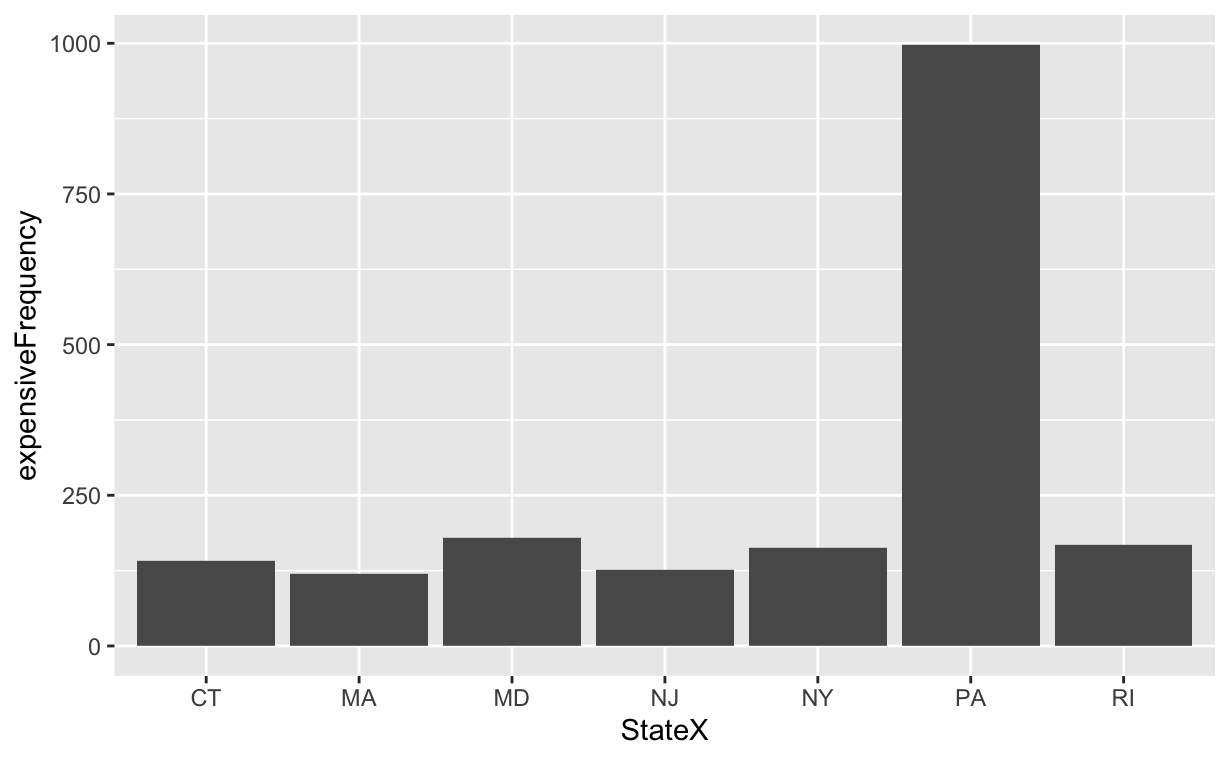 expensiveFrequency
1000
750
500
250
0
CT MA MD NJ NY PA RI
StateX